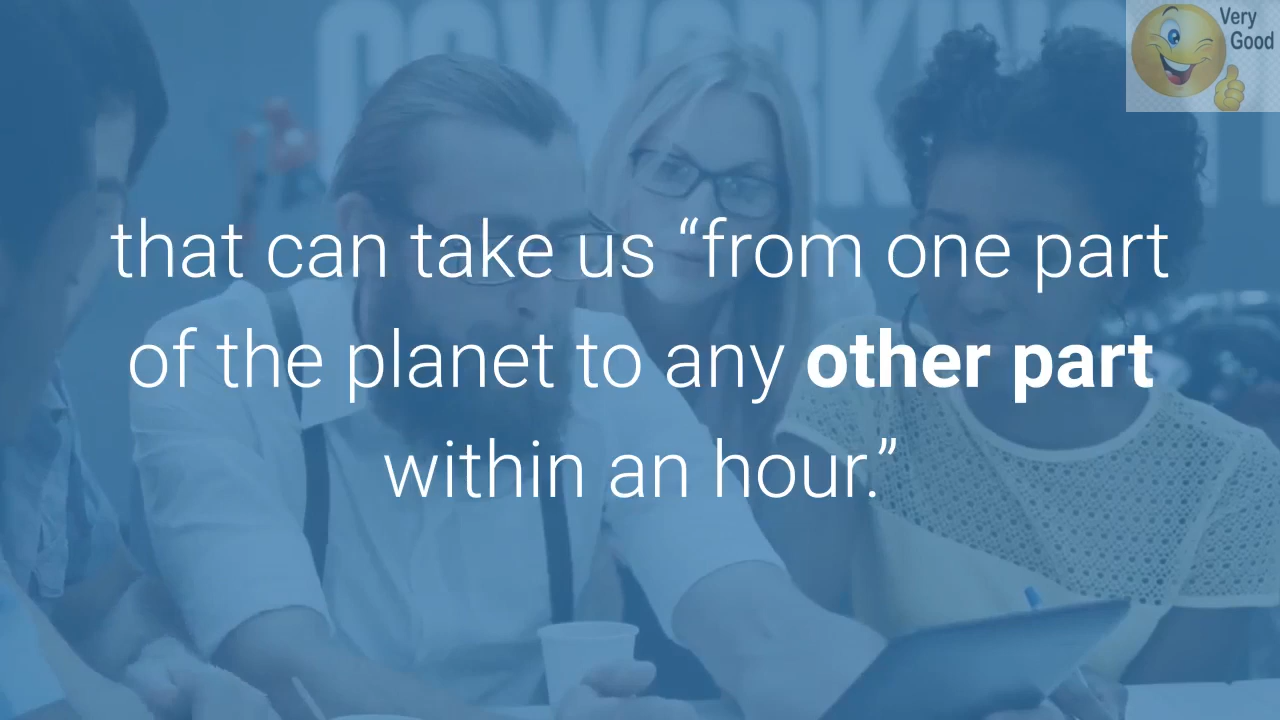 COWORKING
Very
Good
that can take us “from one part
of the planet to any other part
within an hour.”